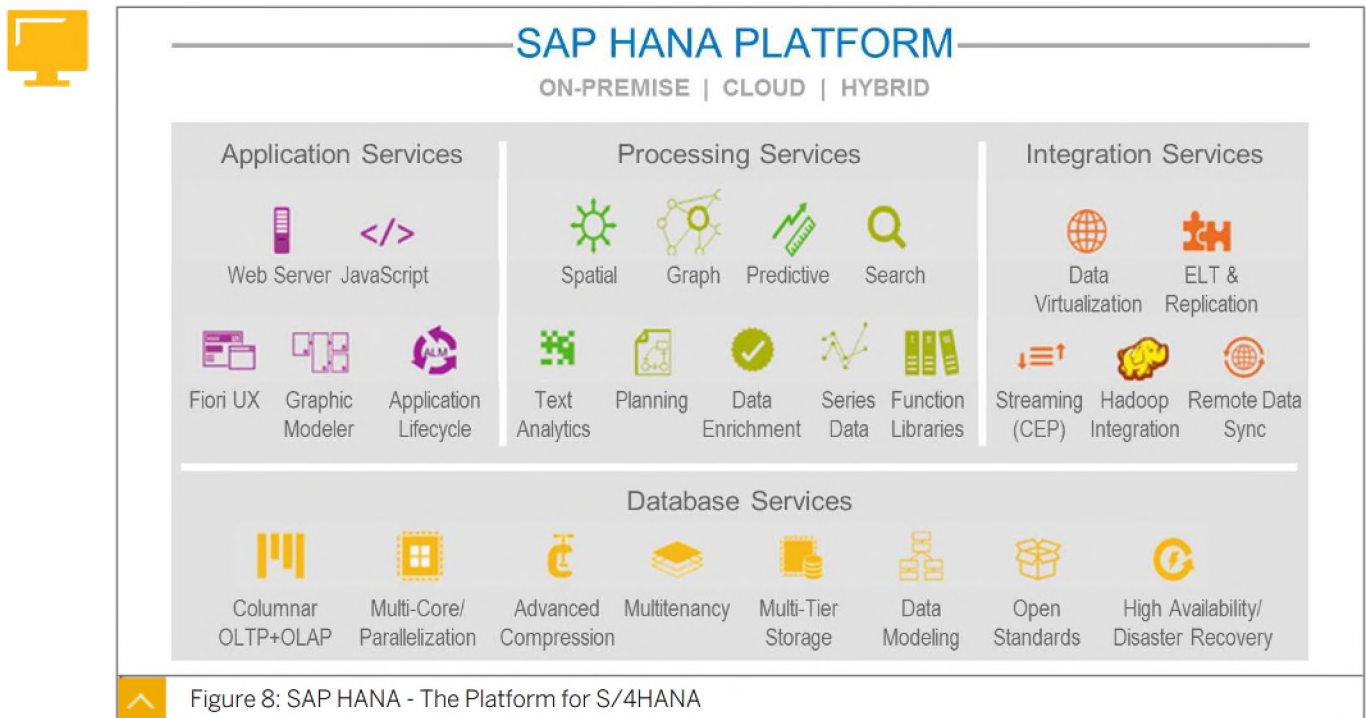 SAP HANA PLATFORM
ON-PREMISE | CLOUD | HYBRID
Application Services
Web Server JavaScript
</>
ALM
Fiori UX Graphic Application
Modeler Lifecycle
Processing Services
Spatial Graph Predictive Search
Text Planning Data Series Function
Analytics Enrichment Data Libraries
Integration Services
Data ELT &
Virtualization Replication
Streaming Hadoop Remote Data
(CEP) Integration Sync
Database Services
Columnar Multi-Core/ Advanced Multitenancy Multi-Tier Data Open High Availability/
OLTP+OLAP Parallelization Compression Storage Modeling Standards Disaster Recovery
Figure 8: SAP HANA - The Platform for S/4HANA